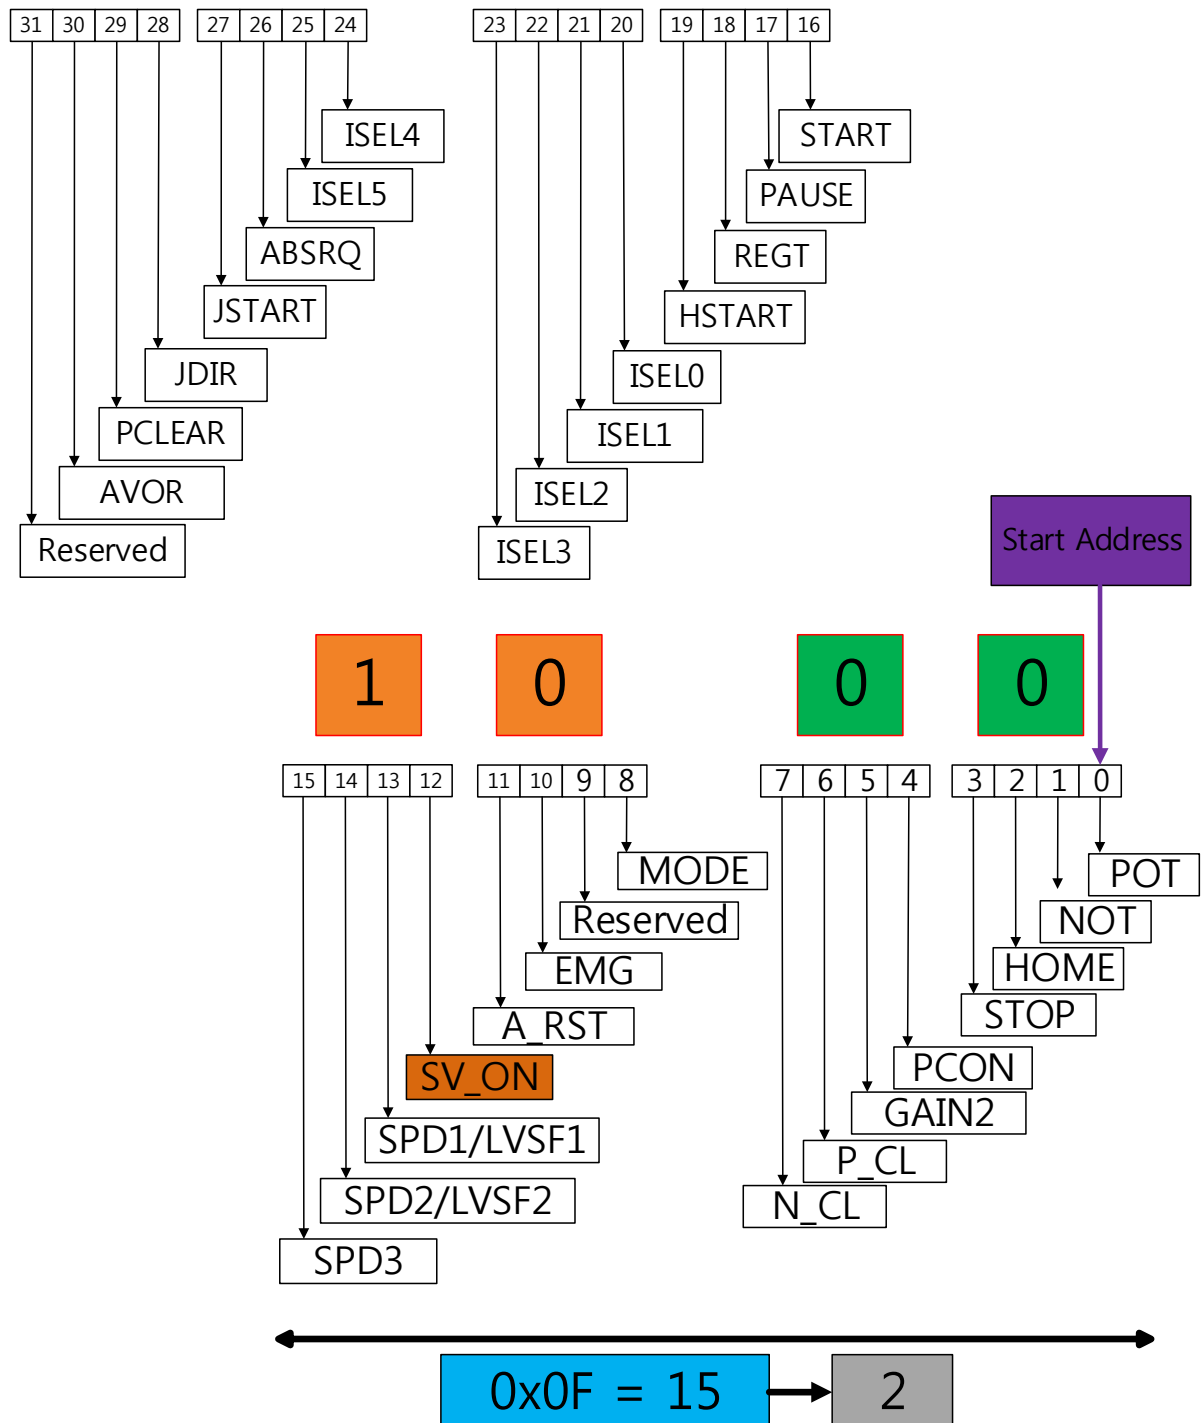 31 30 29 28 27 26 25 24 23 22 21 20 19 18 17 16
ISEL4
START
ISEL5
PAUSE
ABSRQ
REGT
JSTART
HSTART
JDIR
ISEL0
PCLEAR
ISEL1
AVOR
ISEL2
Reserved
ISEL3
Start Address
1 0 0 0
15 14 13 12 11 10 9 8 7 6 5 4 3 2 1 0
MODE
POT
Reserved
NOT
EMG
HOME
A_RST
STOP
SV_ON
PCON
SPD1/LVSF1
GAIN2
SPD2/LVSF2
P_CL
SPD3
N_CL
0x0F = 15
2